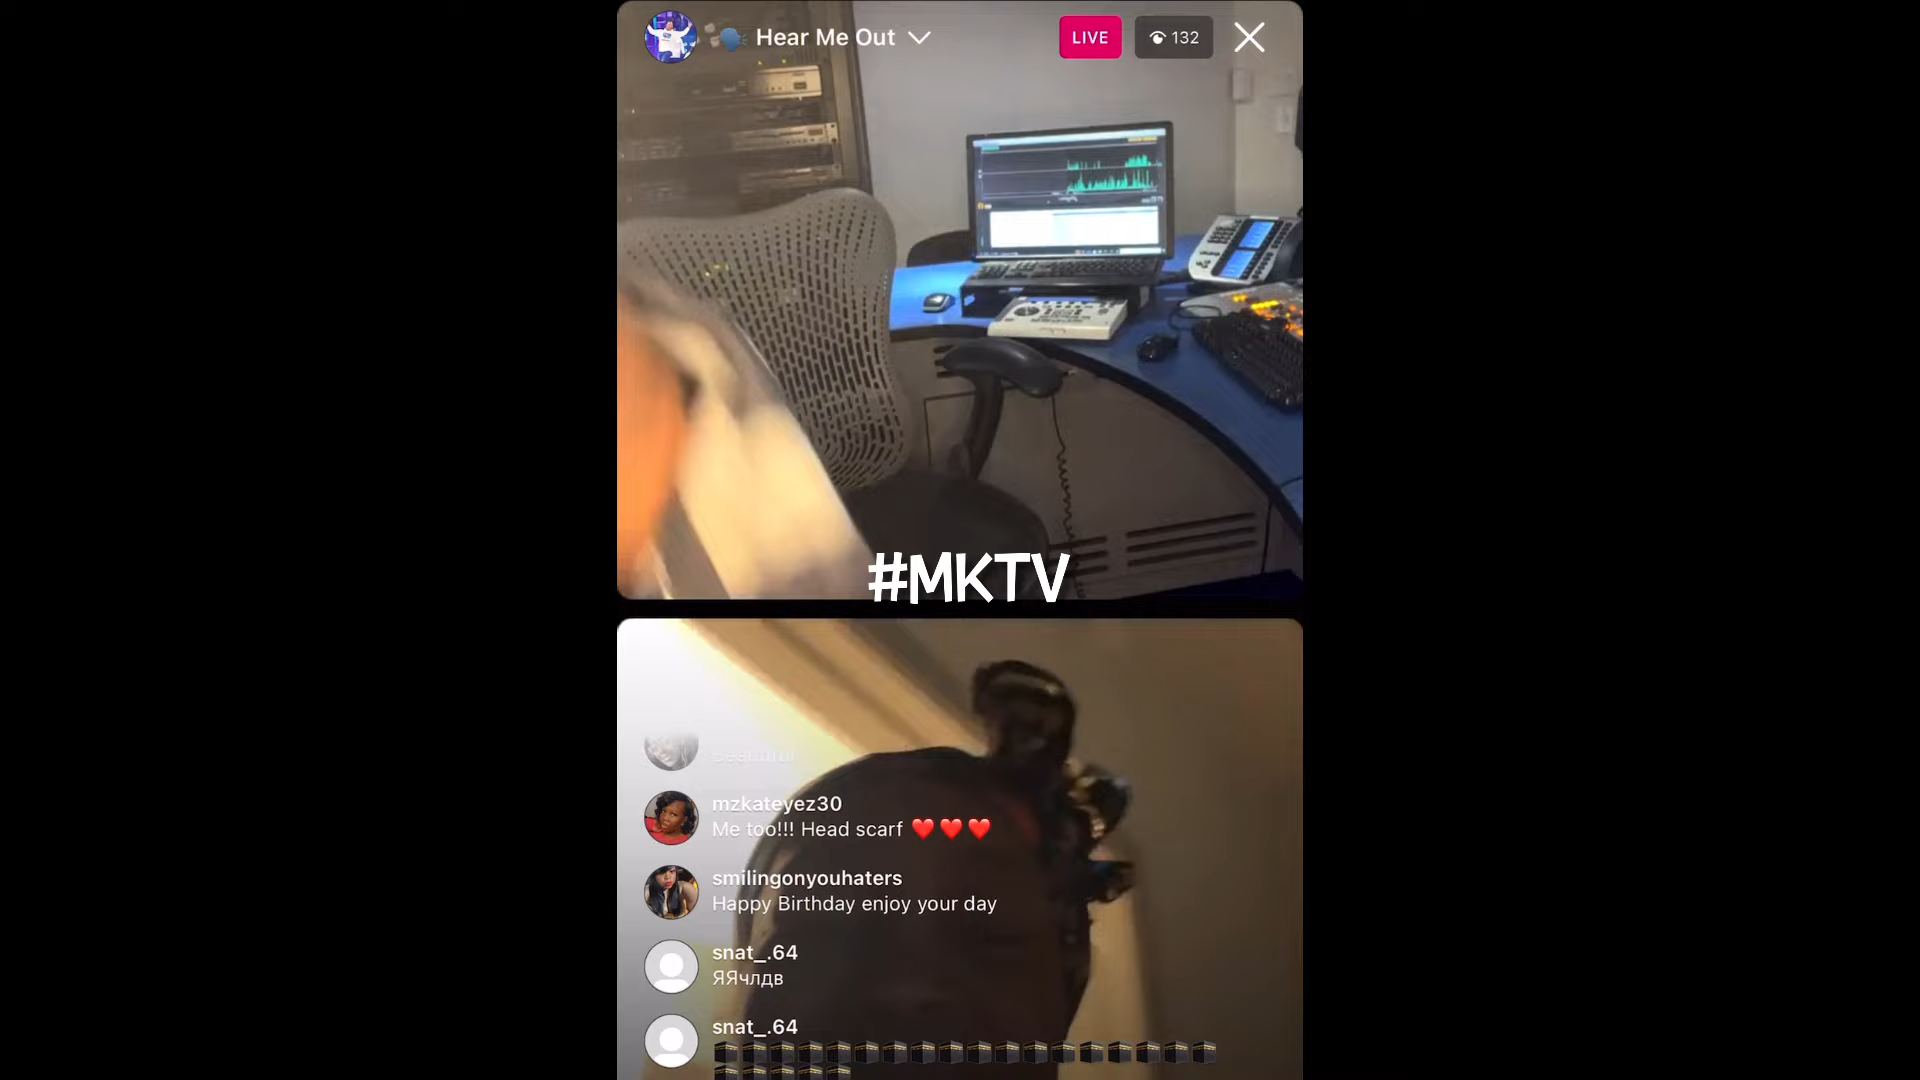 Hear Me Out
LIVE
132
#MKTV
mzkateyez30
Me too!!! Head scarf ❤️❤️❤️
smilingonyouhaters
Happy Birthday enjoy your day
snat_.64
ЯЯчлдв
snat_.64
🕋🕋🕋🕋🕋🕋🕋🕋🕋🕋🕋🕋🕋🕋🕋🕋🕋🕋
🕋🕋🕋🕋🕋